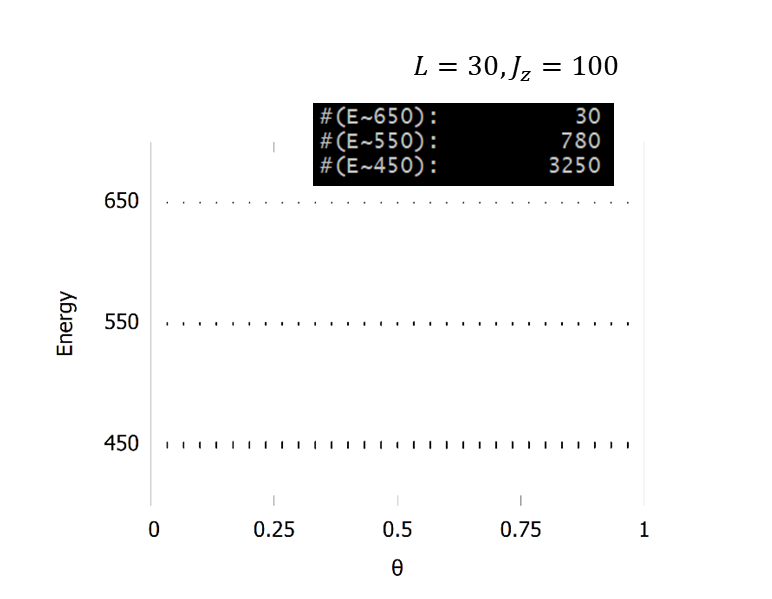 L = 30, J_z = 100
#(E~650): 30
#(E~550): 780
#(E~450): 3250
650
550
450
Energy
0 0.25 0.5 0.75 1
θ